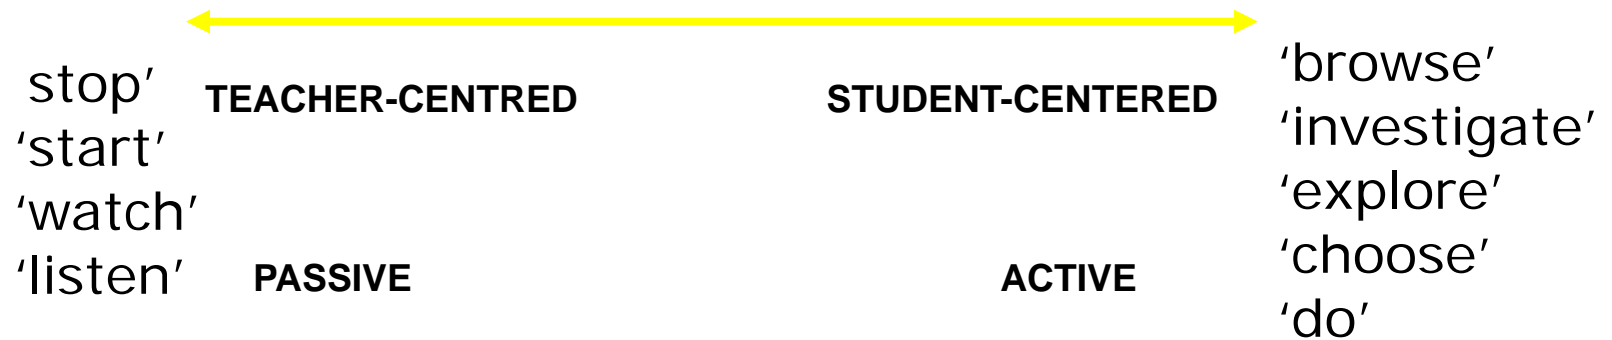 stop’
‘start’
‘watch’
‘listen’
TEACHER-CENTRED
PASSIVE
STUDENT-CENTERED
ACTIVE
‘browse’
‘investigate’
‘explore’
‘choose’
‘do’